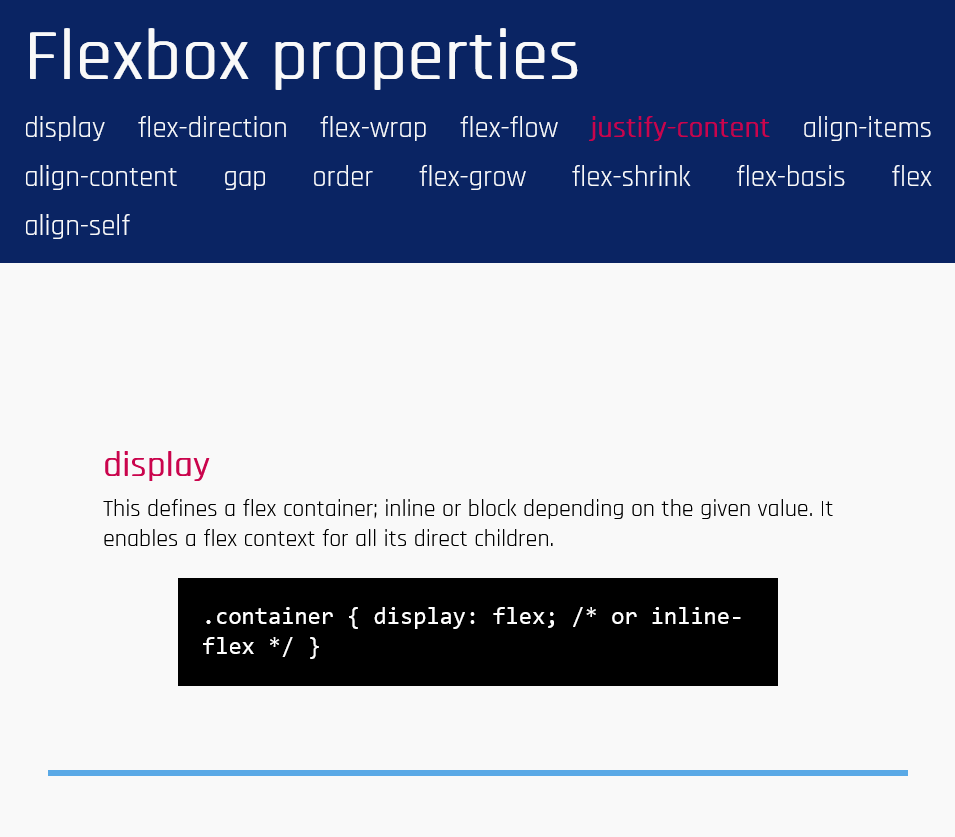 Flexbox properties
display flex-direction flex-wrap flex-flow justify-content align-items
align-content gap order flex-grow flex-shrink flex-basis flex
align-self
display
This defines a flex container; inline or block depending on the given value. It
enables a flex context for all its direct children.
.container { display: flex; /* or inline-
flex */ }